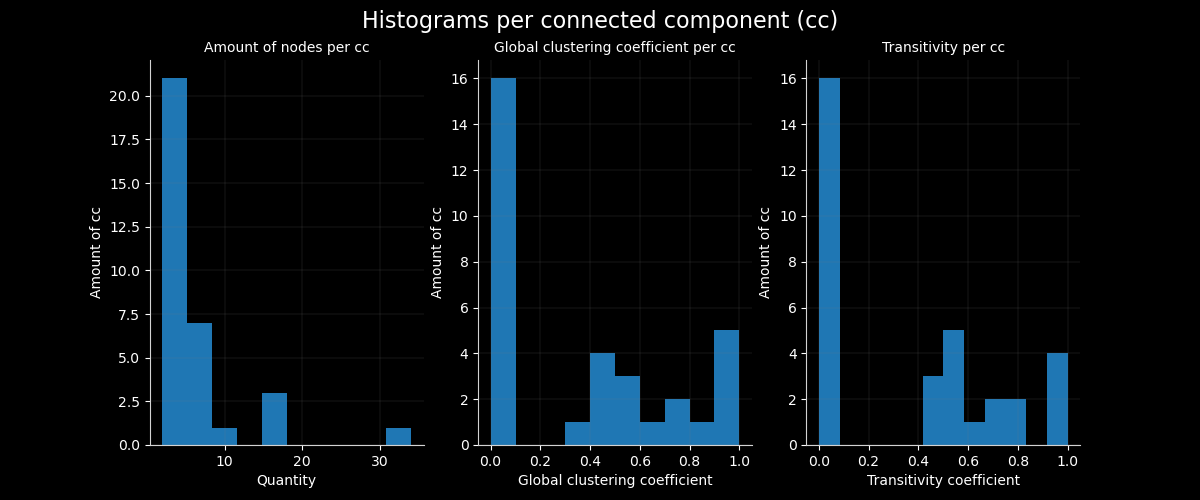 Histograms per connected component (cc)
Amount of nodes per cc
Global clustering coefficient per cc
Transitivity per cc
20.0
17.5
15.0
12.5
10.0
7.5
5.0
2.5
0.0
Amount of cc
10 20 30
Quantity
16
14
12
10
8
6
4
2
0
Amount of cc
0.0 0.2 0.4 0.6 0.8 1.0
Global clustering coefficient
16
14
12
10
8
6
4
2
0
Amount of cc
0.0 0.2 0.4 0.6 0.8 1.0
Transitivity coefficient